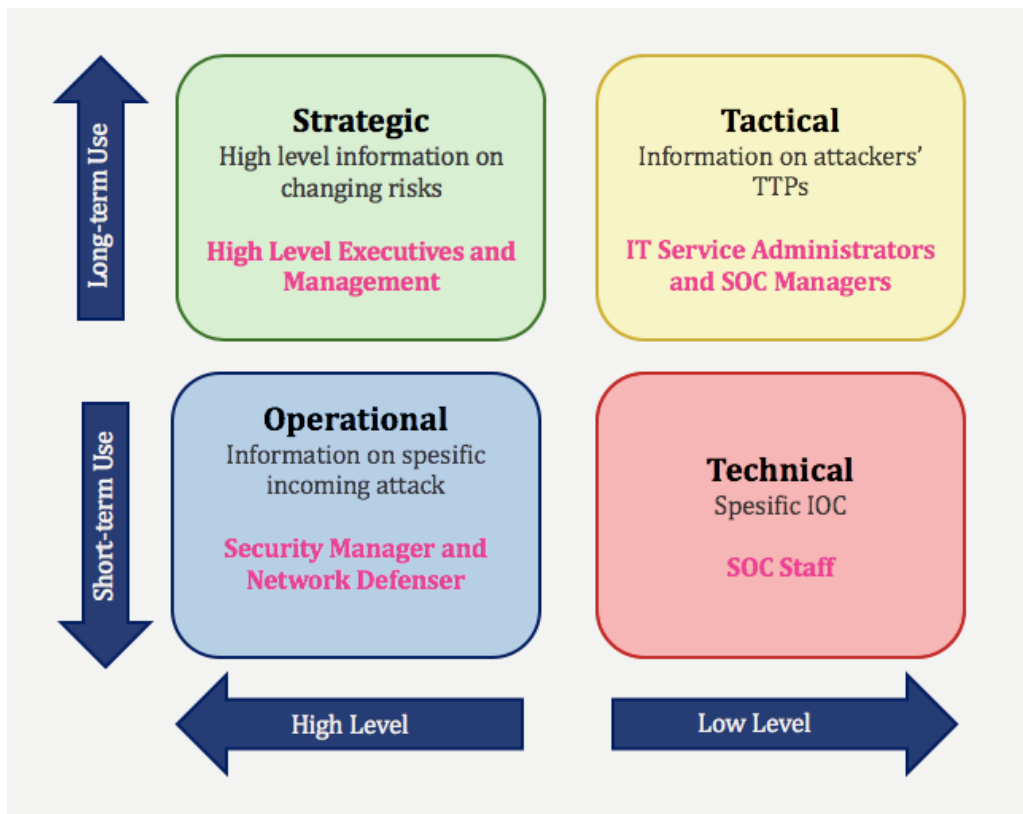 Long-term Use
Strategic
High level information on
changing risks
High Level Executives and
Management
Tactical
Information on attackers’
TTPs
IT Service Administrators
and SOC Managers
Short-term Use
Operational
Information on spesific
incoming attack
Security Manager and
Network Defenser
Technical
Spesific IOC
SOC Staff
High Level
Low Level